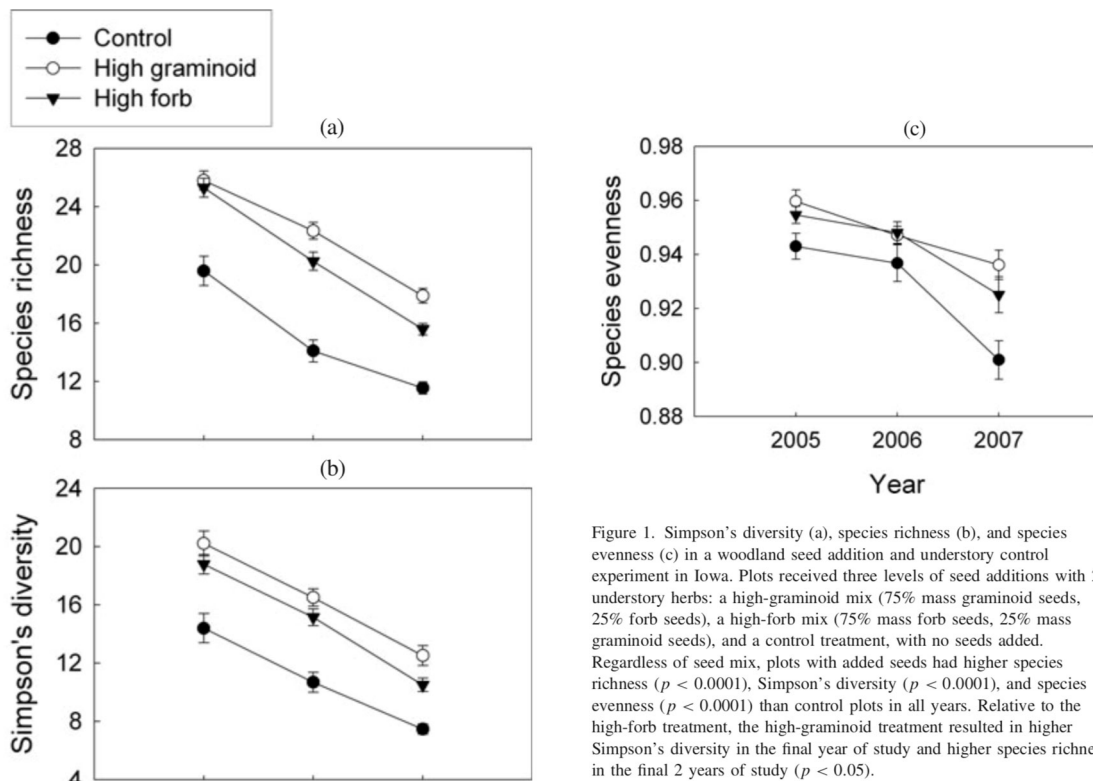 Control
High graminoid
High forb
(a)
28
24
20
16
12
8
Species richness
(b)
24
20
16
12
8
4
Simpson's diversity
(c)
0.98
0.96
0.94
0.92
0.90
0.88
Species evenness
2005 2006 2007
Year
Figure 1. Simpson's diversity (a), species richness (b), and species
evenness (c) in a woodland seed addition and understory control
experiment in Iowa. Plots received three levels of seed additions with
understory herbs: a high-graminoid mix (75% mass graminoid seeds,
25% forb seeds), a high-forb mix (75% mass forb seeds, 25% mass
graminoid seeds), and a control treatment, with no seeds added.
Regardless of seed mix, plots with added seeds had higher species
richness (p < 0.0001), Simpson's diversity (p < 0.0001), and species
evenness (p < 0.0001) than control plots in all years. Relative to the
high-forb treatment, the high-graminoid treatment resulted in higher
Simpson's diversity in the final year of study and higher species richne
in the final 2 years of study (p < 0.05).